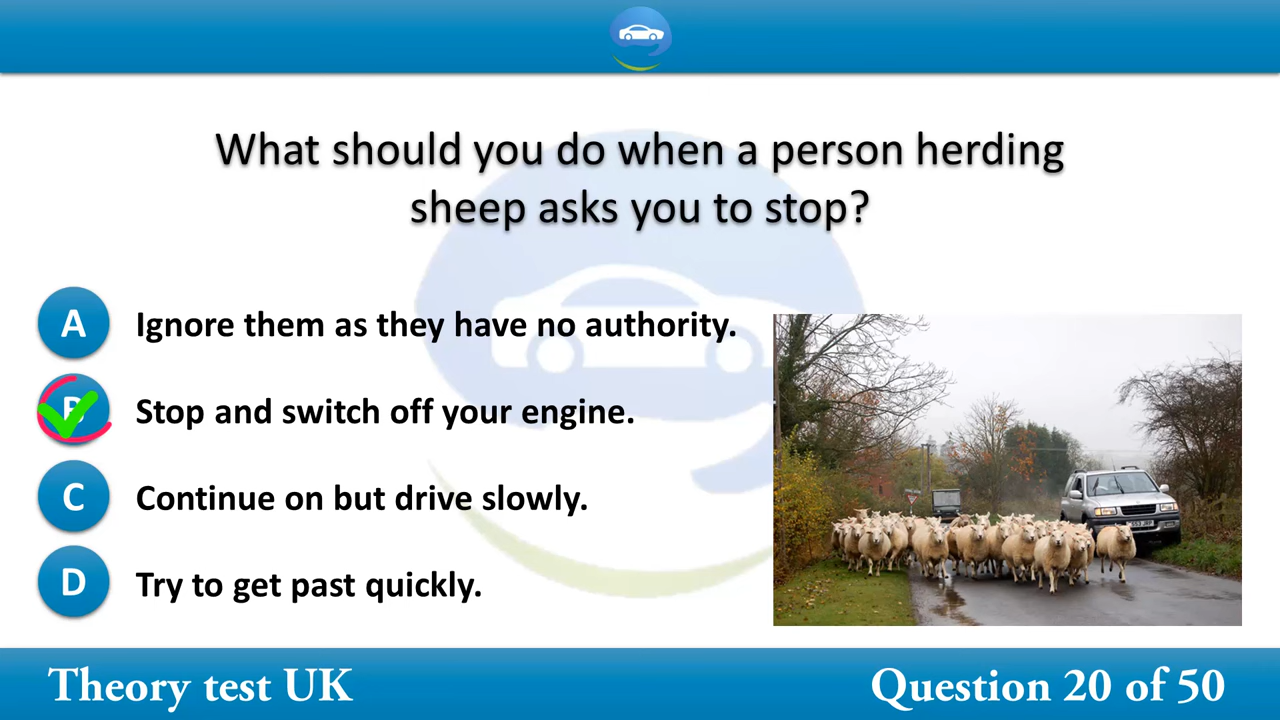 What should you do when a person herding
sheep asks you to stop?
A Ignore them as they have no authority.
Stop and switch off your engine.
C Continue on but drive slowly.
D Try to get past quickly.
Theory test UK
Question 20 of 50